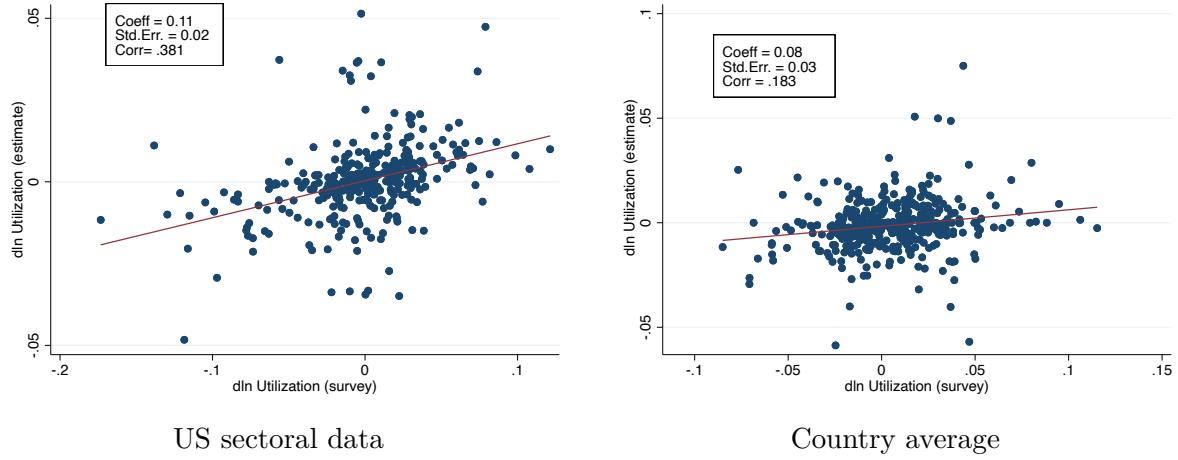 .05
0
-.05
dln Utilization (estimate)
Coeff = 0.11
Std.Err. = 0.02
Corr= .381
-.2
-.1
0
.1
dln Utilization (survey)
US sectoral data
.1
.05
0
-.05
dln Utilization (estimate)
Coeff = 0.08
Std.Err. = 0.03
Corr = .183
-.1
-.05
0
.05
.1
.15
dln Utilization (survey)
Country average